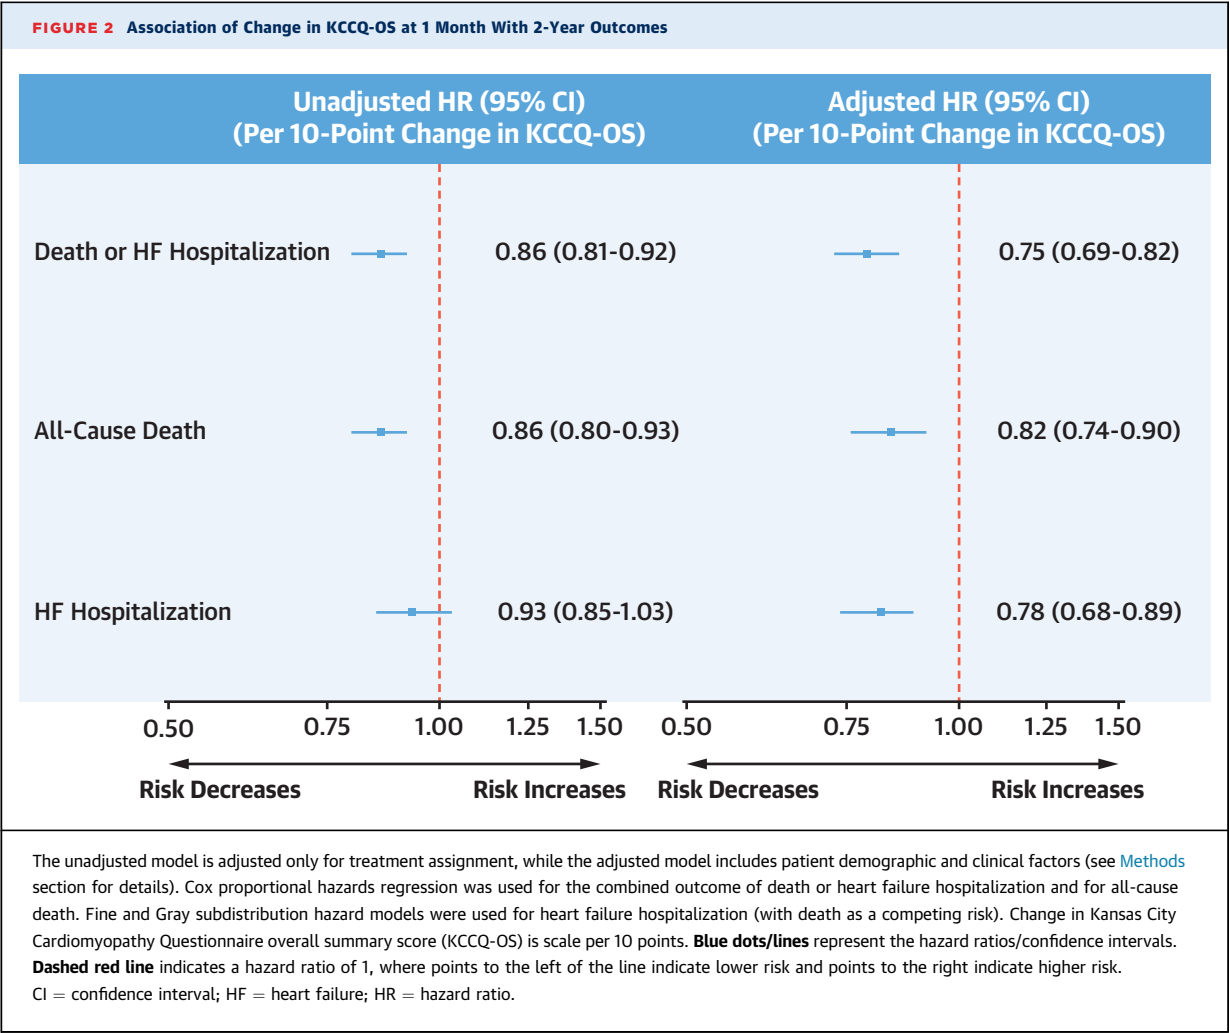 FIGURE 2 Association of Change in KCCQ-OS at 1 Month With 2-Year Outcomes
Unadjusted HR (95% CI)
(Per 10-Point Change in KCCQ-OS)
Adjusted HR (95% CI)
(Per 10-Point Change in KCCQ-OS)
Death or HF Hospitalization 0.86 (0.81-0.92) 0.75 (0.69-0.82)
All-Cause Death 0.86 (0.80-0.93) 0.82 (0.74-0.90)
HF Hospitalization 0.93 (0.85-1.03) 0.78 (0.68-0.89)
0.50 0.75 1.00 1.25 1.50 0.50 0.75 1.00 1.25 1.50
Risk Decreases Risk Increases Risk Decreases Risk Increases
The unadjusted model is adjusted only for treatment assignment, while the adjusted model includes patient demographic and clinical factors (see Methods
section for details). Cox proportional hazards regression was used for the combined outcome of death or heart failure hospitalization and for all-cause
death. Fine and Gray subdistribution hazard models were used for heart failure hospitalization (with death as a competing risk). Change in Kansas City
Cardiomyopathy Questionnaire overall summary score (KCCQ-OS) is scale per 10 points. Blue dots/lines represent the hazard ratios/confidence intervals.
Dashed red line indicates a hazard ratio of 1, where points to the left of the line indicate lower risk and points to the right indicate higher risk.
CI = confidence interval; HF = heart failure; HR = hazard ratio.